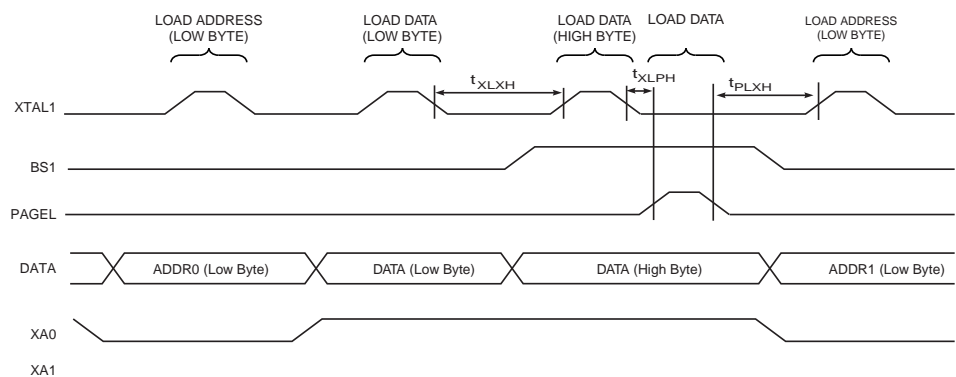 LOAD ADDRESS
(LOW BYTE)
LOAD DATA
(LOW BYTE)
LOAD DATA
(HIGH BYTE)
LOAD DATA
LOAD ADDRESS
(LOW BYTE)
tXLXH
tXLPH
tPLXH
XTAL1
BS1
PAGEL
DATA
ADDR0 (Low Byte)
DATA (Low Byte)
DATA (High Byte)
ADDR1 (Low Byte)
XA0
XA1